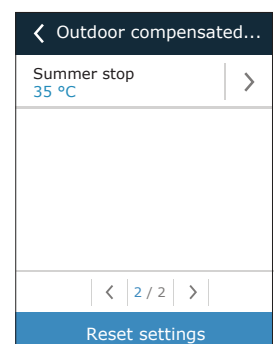 Outdoor compensated...
Summer stop
35 °C
2 / 2
Reset settings